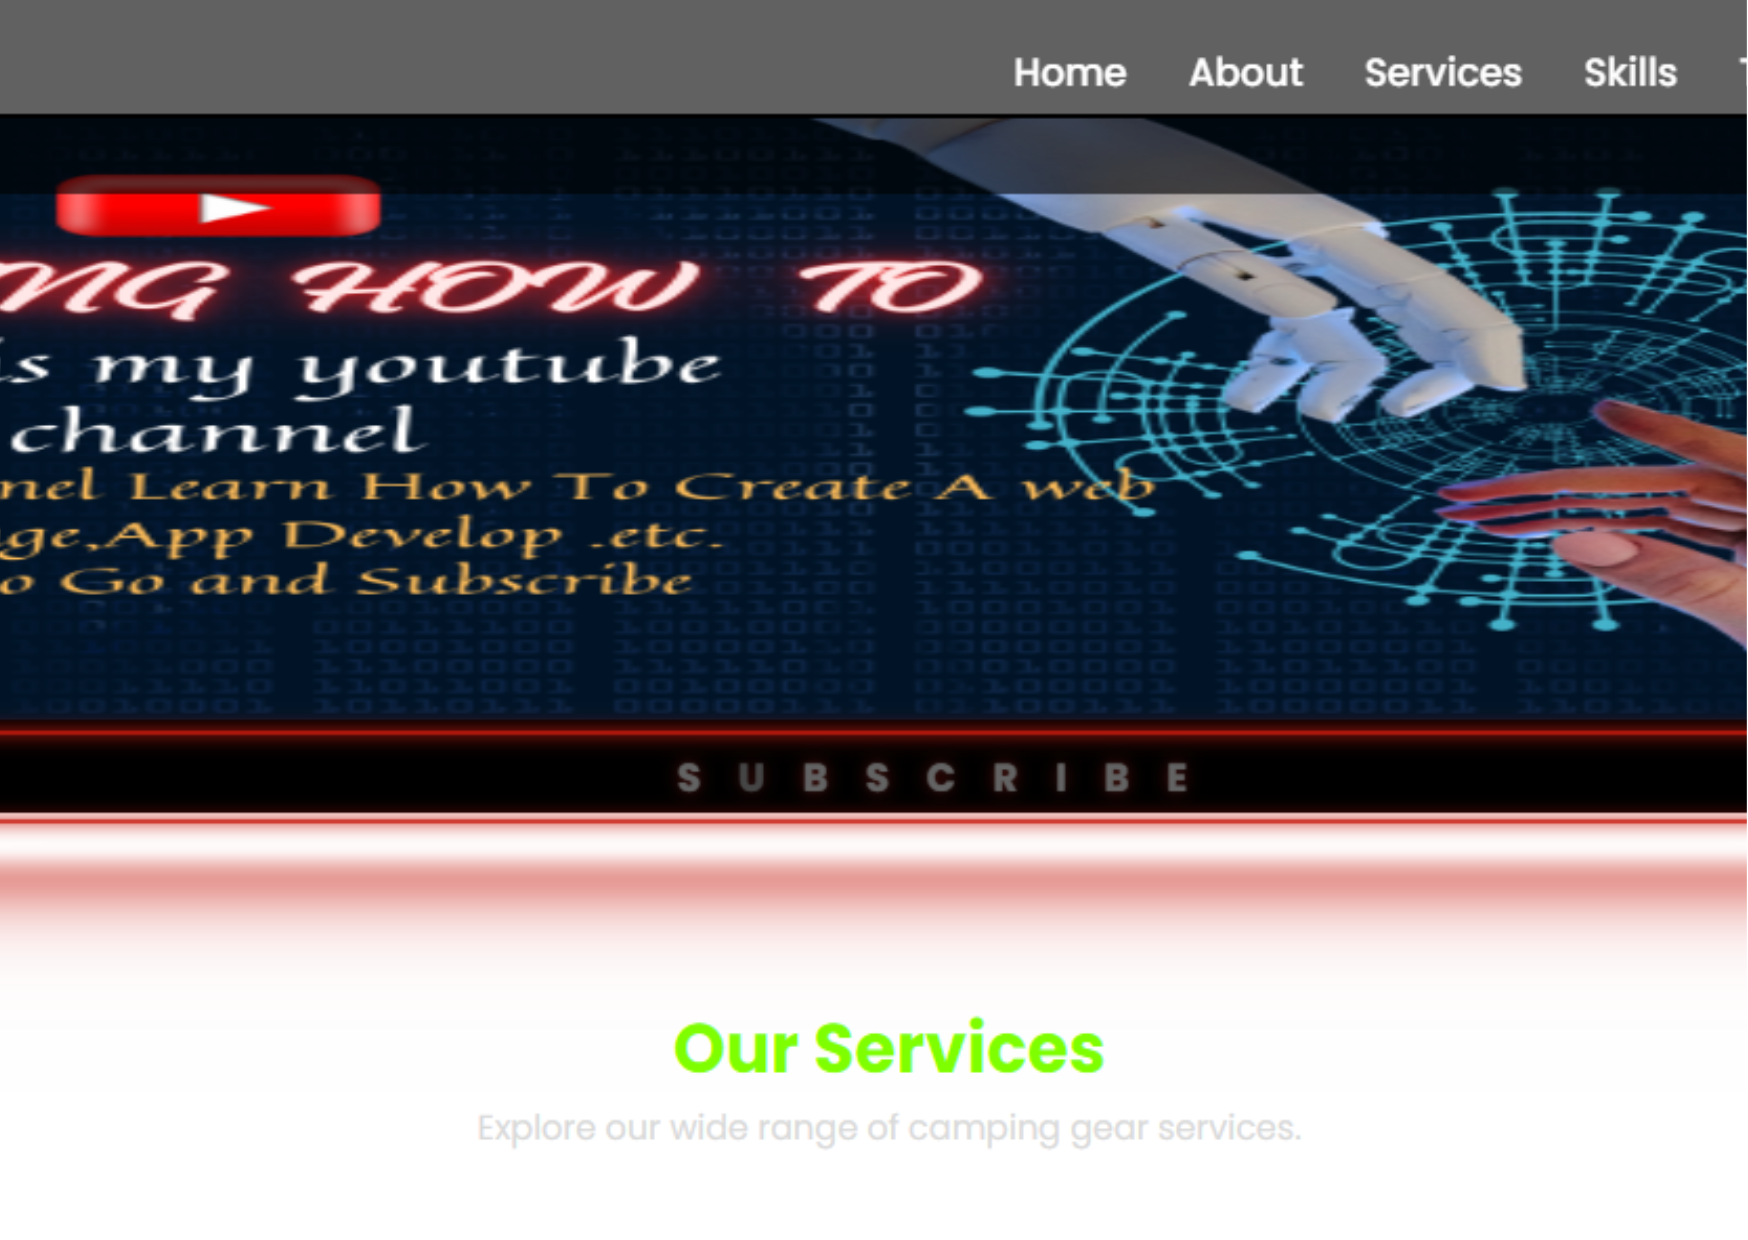 Home About Services Skills
NG HOW TO
is my youtube
channel
nel Learn How To Create A web
ge,App Develop .etc.
o Go and Subscribe
SUBSCRIBE
Our Services
Explore our wide range of camping gear services.